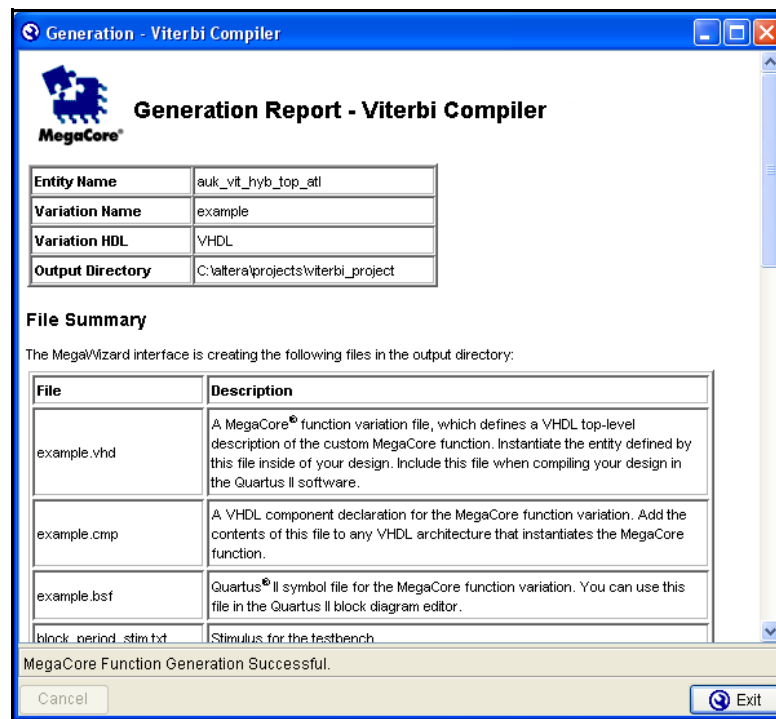 Generation - Viterbi Compiler
MegaCore®
Generation Report - Viterbi Compiler
Entity Name auk_vit_hyb_top_atl
Variation Name example
Variation HDL VHDL
Output Directory C:\altera\projects\viterbi_project
File Summary
The MegaWizard interface is creating the following files in the output directory:
File Description
example.vhd
A MegaCore® function variation file, which defines a VHDL top-level
description of the custom MegaCore function. Instantiate the entity defined by
this file inside of your design. Include this file when compiling your design in
the Quartus II software.
example.cmp
A VHDL component declaration for the MegaCore function variation. Add the
contents of this file to any VHDL architecture that instantiates the MegaCore
function.
example.bsf
Quartus® II symbol file for the MegaCore function variation. You can use this
file in the Quartus II block diagram editor.
block_period_stim.txt Stimulus for the testbench
MegaCore Function Generation Successful.
Cancel Exit